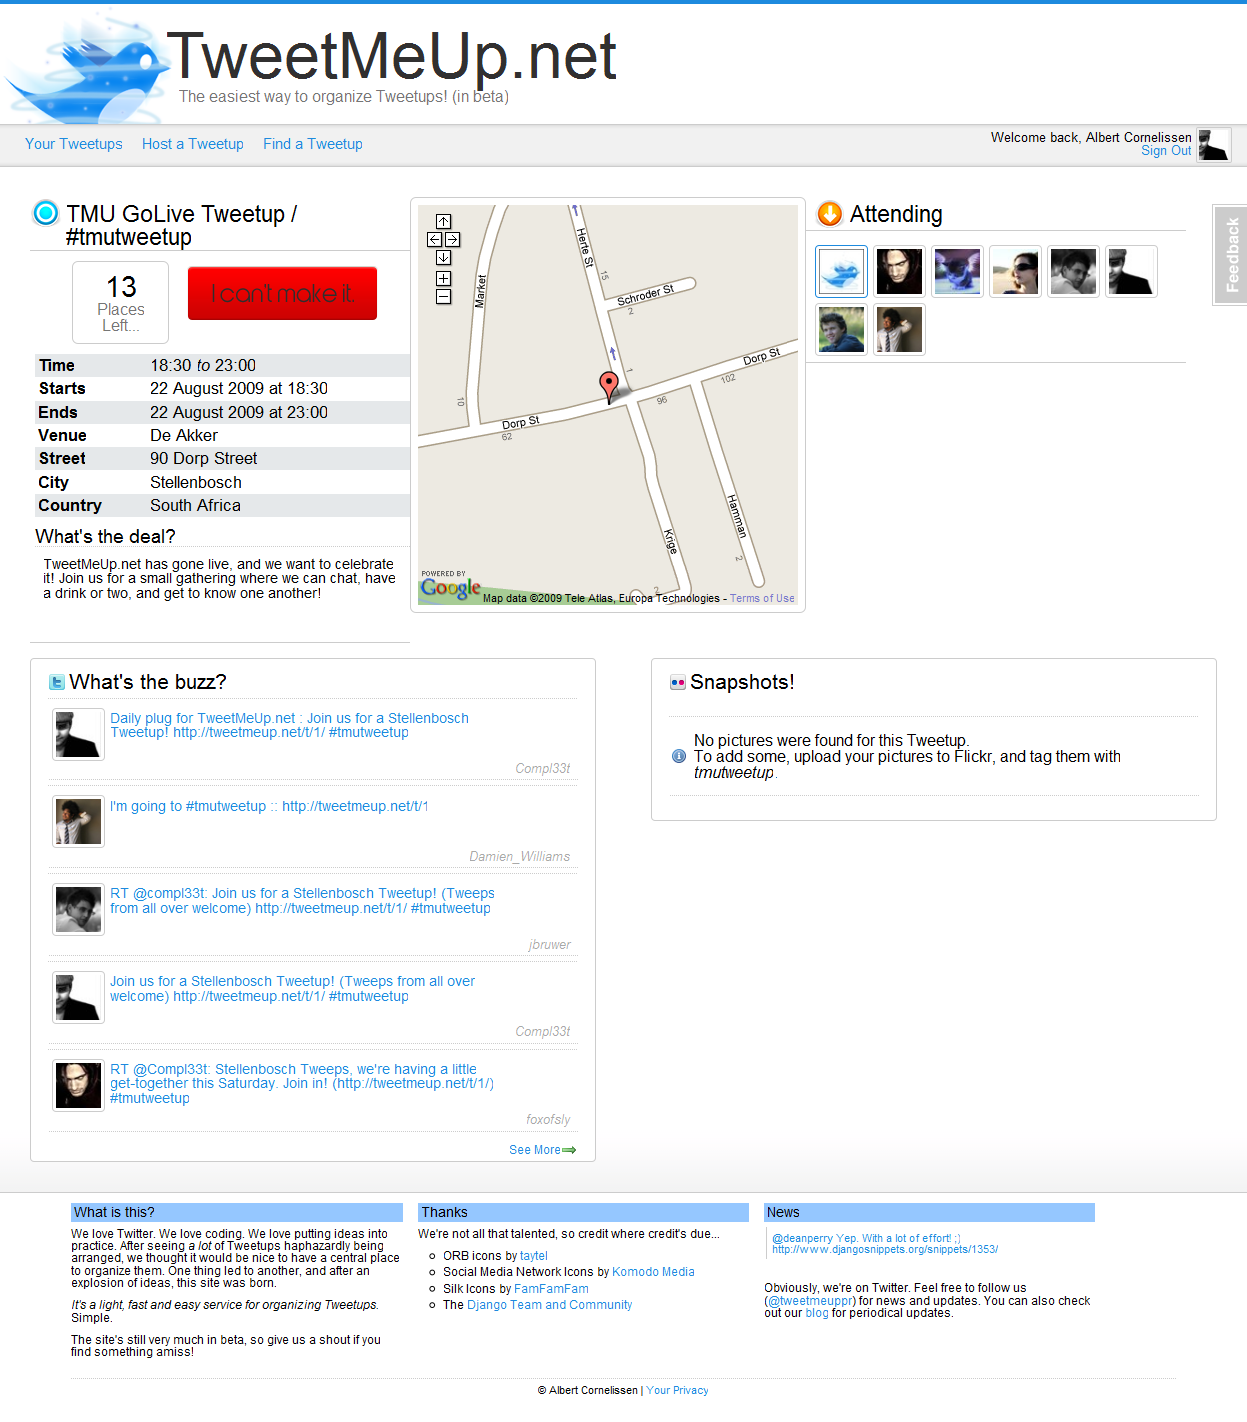 TweetMeUp.net
The easiest way to organize Tweetups! (in beta)
Your Tweetups Host a Tweetup Find a Tweetup
Welcome back, Albert Cornelissen
Sign Out
TMU GoLive Tweetup /
#tmutweetup
13
Places
Left...
I can't make it.
Time 18:30 to 23:00
Starts 22 August 2009 at 18:30
Ends 22 August 2009 at 23:00
Venue De Akker
Street 90 Dorp Street
City Stellenbosch
Country South Africa
What's the deal?
TweetMeUp.net has gone live, and we want to celebrate
it! Join us for a small gathering where we can chat, have
a drink or two, and get to know one another!
Market
Herte St
15
Schroder St
2
Dorp St
102
1
96
10
Dorp St
62
Hamman
2
Krige
2
POWERED BY
Google
Map data ©2009 Tele Atlas, Europa Technologies - Terms of Use
Attending
Feedback
What's the buzz?
Daily plug for TweetMeUp.net : Join us for a Stellenbosch
Tweetup! http://tweetmeup.net/t/1/ #tmutweetup
Compl33t
I'm going to #tmutweetup :: http://tweetmeup.net/t/1
Damien_Williams
RT @compl33t: Join us for a Stellenbosch Tweetup! (Tweeps
from all over welcome) http://tweetmeup.net/t/1/ #tmutweetup
jbruwer
Join us for a Stellenbosch Tweetup! (Tweeps from all over
welcome) http://tweetmeup.net/t/1/ #tmutweetup
Compl33t
RT @Compl33t: Stellenbosch Tweeps, we're having a little
get-together this Saturday. Join in! (http://tweetmeup.net/t/1/)
#tmutweetup
foxofsly
See More
Snapshots!
No pictures were found for this Tweetup.
To add some, upload your pictures to Flickr, and tag them with
tmutweetup.
What is this?
We love Twitter. We love coding. We love putting ideas into
practice. After seeing a lot of Tweetups haphazardly being
arranged, we thought it would be nice to have a central place
to organize them. One thing led to another, and after an
explosion of ideas, this site was born.
It's a light, fast and easy service for organizing Tweetups.
Simple.
The site's still very much in beta, so give us a shout if you
find something amiss!
Thanks
We're not all that talented, so credit where credit's due...
ORB icons by taytel
Social Media Network Icons by Komodo Media
Silk Icons by FamFamFam
The Django Team and Community
News
@deanperry Yep. With a lot of effort! ;)
http://www.djangosnippets.org/snippets/1353/
Obviously, we're on Twitter. Feel free to follow us
(@tweetmeuppr) for news and updates. You can also check
out our blog for periodical updates.
© Albert Cornelissen | Your Privacy